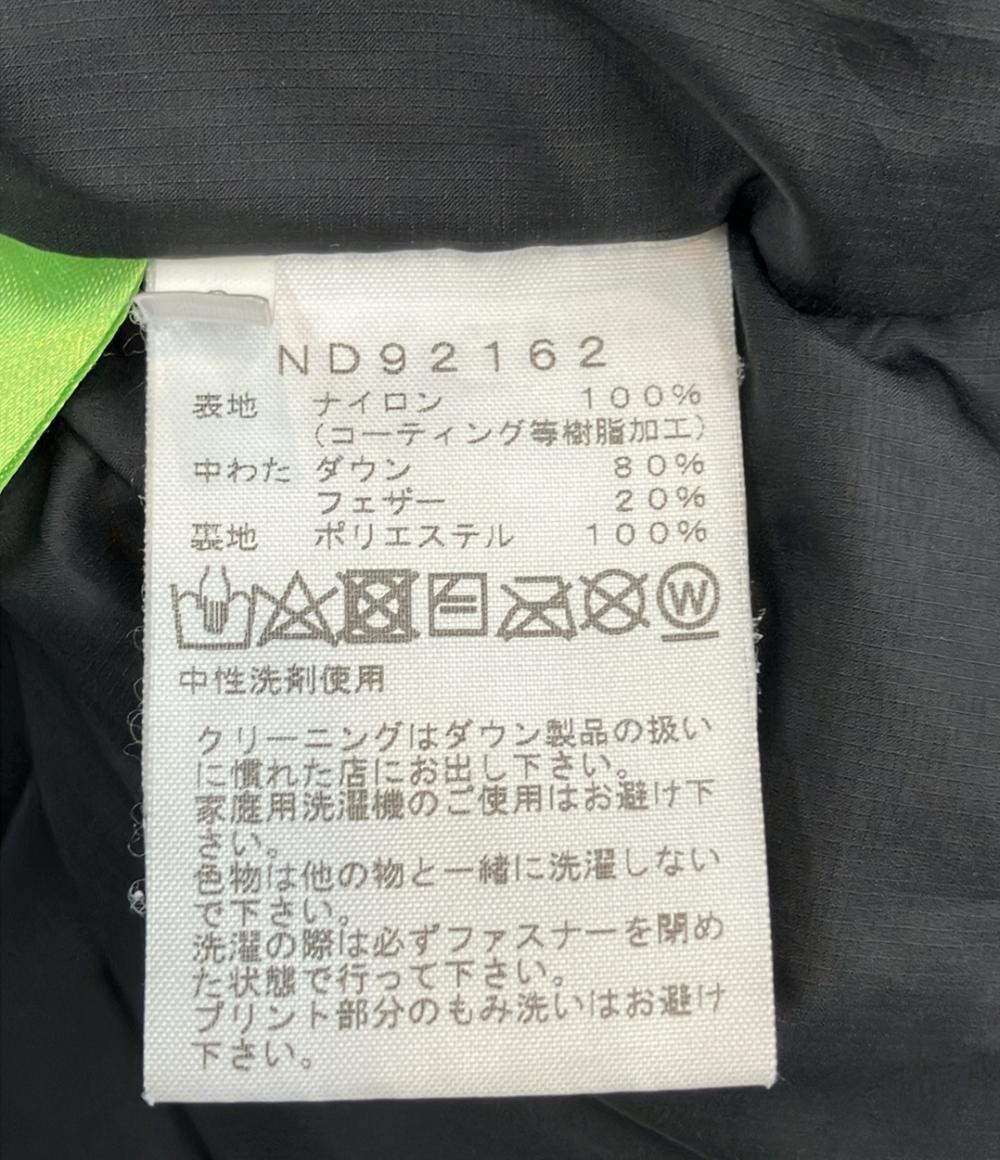 ND92162
表地 ナイロン 100%
(コーティング等樹脂加工)
中わた ダウン 80%
フェザー 20%
裏地 ポリエステル 100%
W
中性洗剤使用
クリーニングはダウン製品の扱い
に慣れた店にお出し下さい。
家庭用洗濯機のご使用はお避け下
さい。
色物は他の物と一緒に洗濯しない
で下さい。
洗濯の際は必ずファスナーを閉め
た状態で行って下さい。
プリント部分のもみ洗いはお避け
下さい。